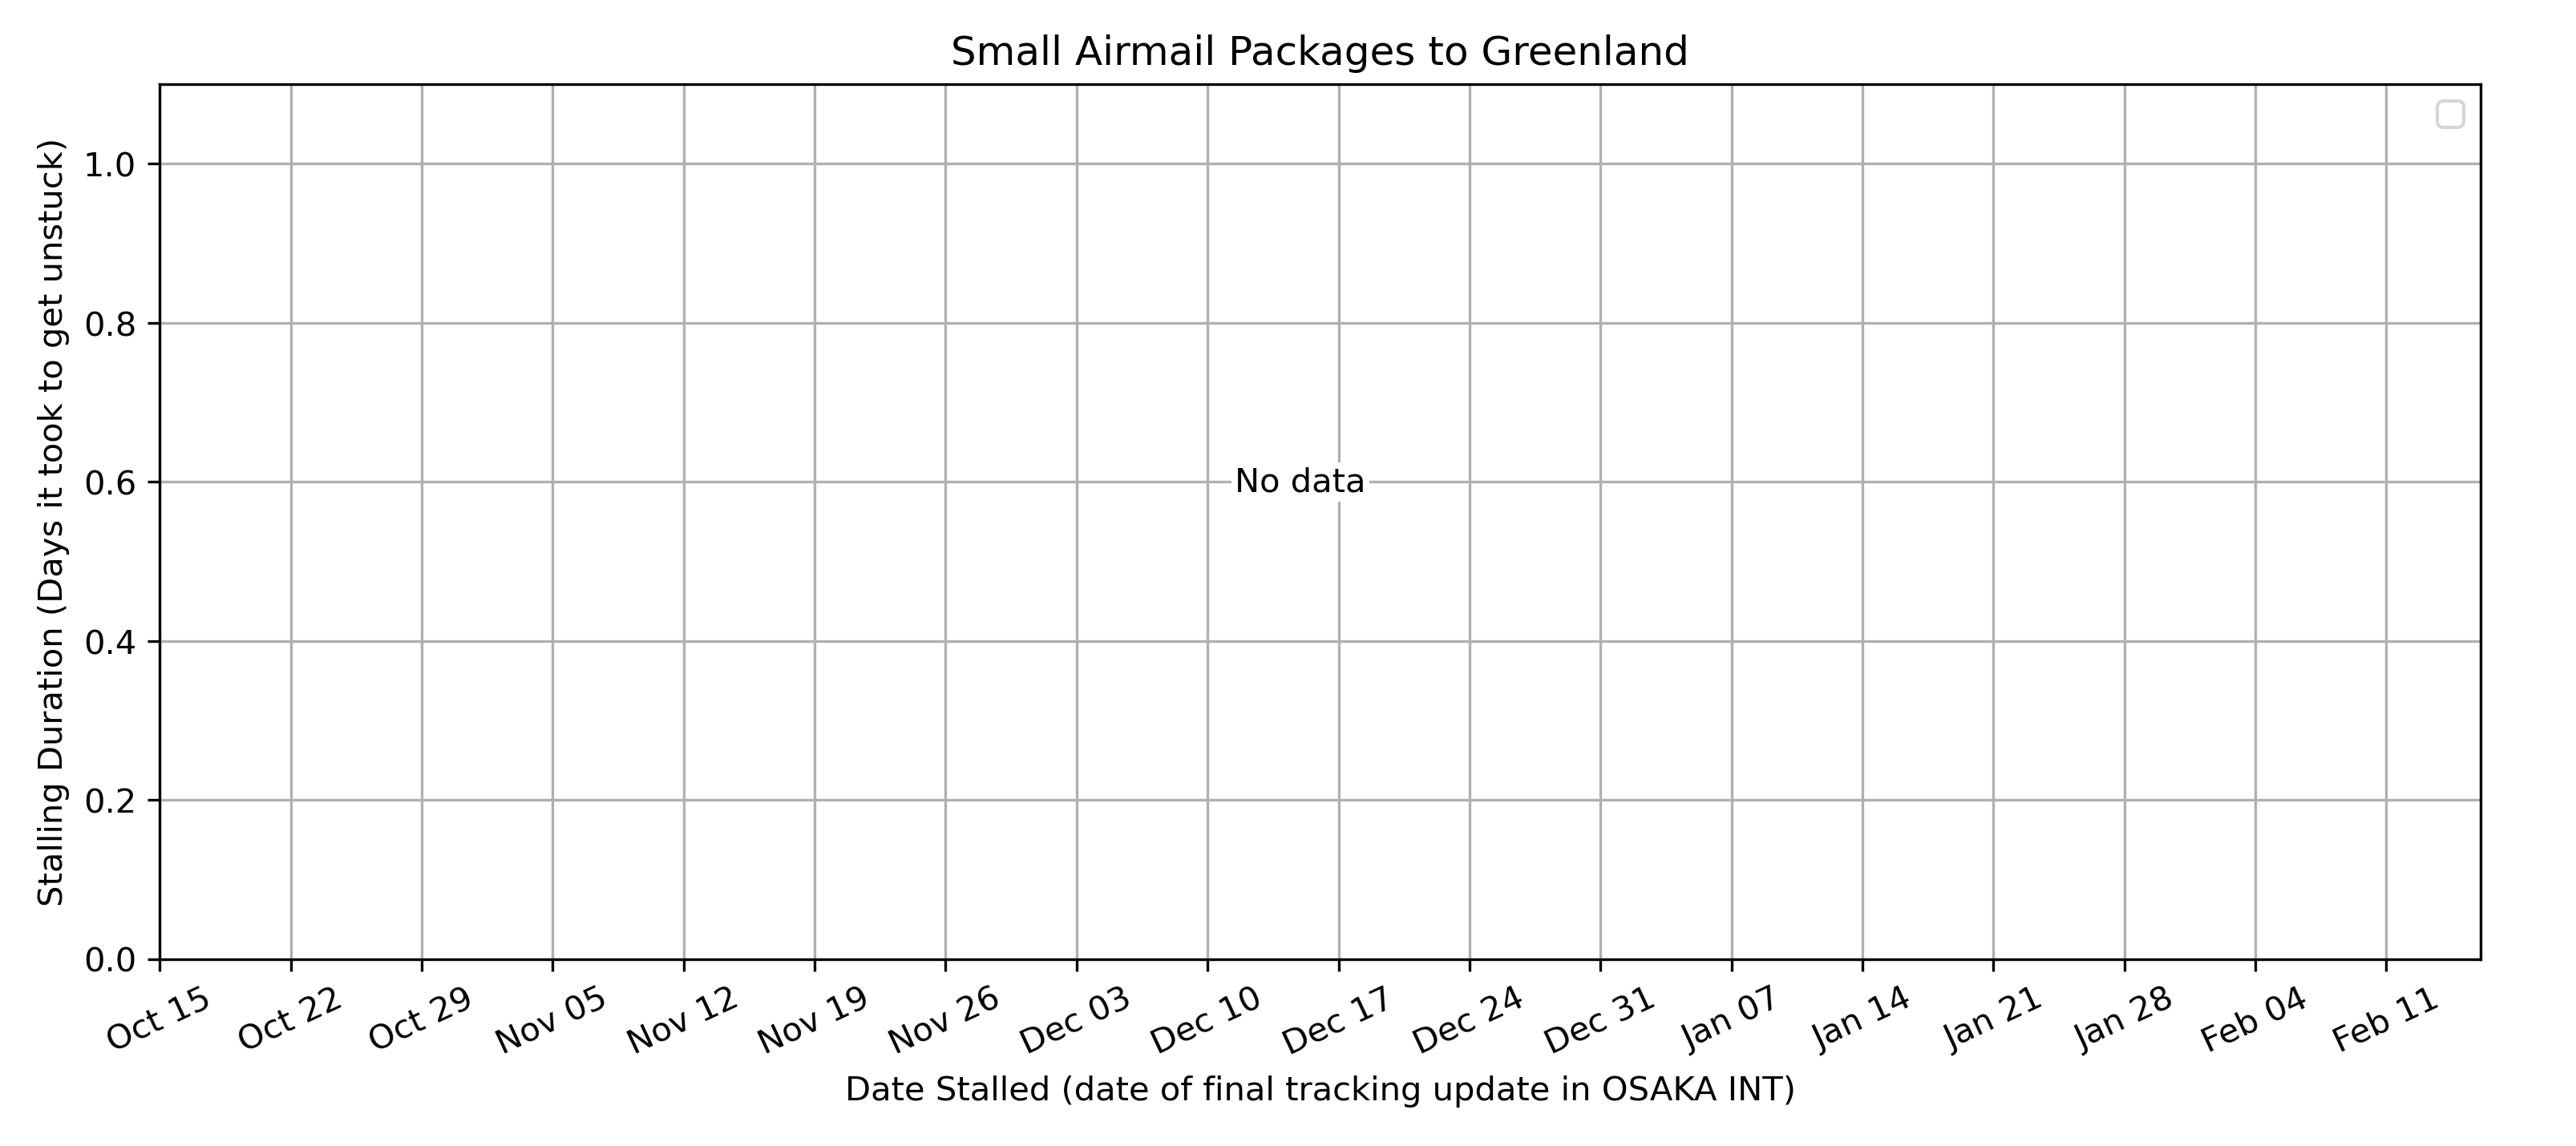 Small Airmail Packages to Greenland
Stalling Duration (Days it took to get unstuck)
1.0
0.8
0.6
0.4
0.2
0.0
No data
Oct 15 Oct 22 Oct 29 Nov 05 Nov 12 Nov 19 Nov 26 Dec 03 Dec 10 Dec 17 Dec 24 Dec 31 Jan 07 Jan 14 Jan 21 Jan 28 Feb 04 Feb 11
Date Stalled (date of final tracking update in OSAKA INT)